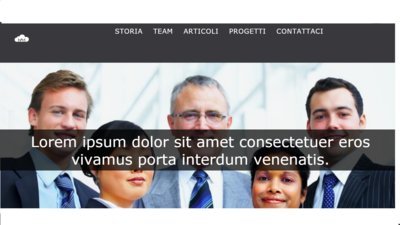 STORIA TEAM ARTICOLI PROGETTI CONTATTACI
Lorem ipsum dolor sit amet consectetuer eros
vivamus porta interdum venenatis.